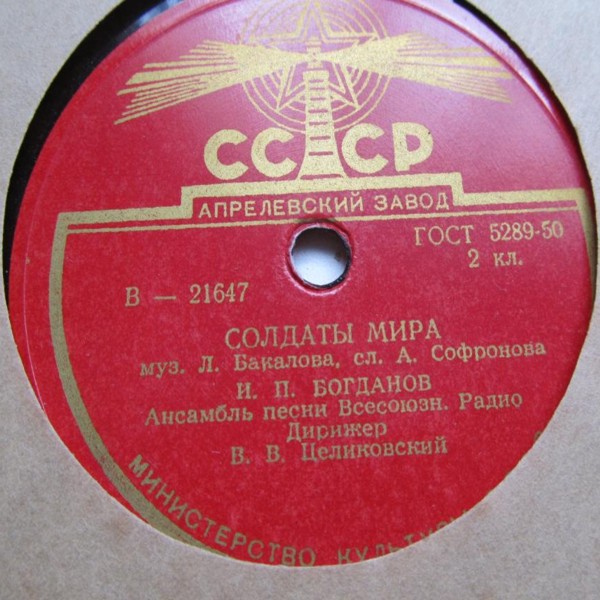 СССР
АПРЕЛЕВСКИЙ ЗАВОД
ГОСТ 5289-50
2 кл.
В — 21647
СОЛДАТЫ МИРА
муз. Л. Бакалова, сл. А. Софронова
И. П. БОГДАНОВ
Ансамбль песни Всесоюзн. Радио
Дирижер
В. В. Целиковский
МИНИСТЕРСТВО